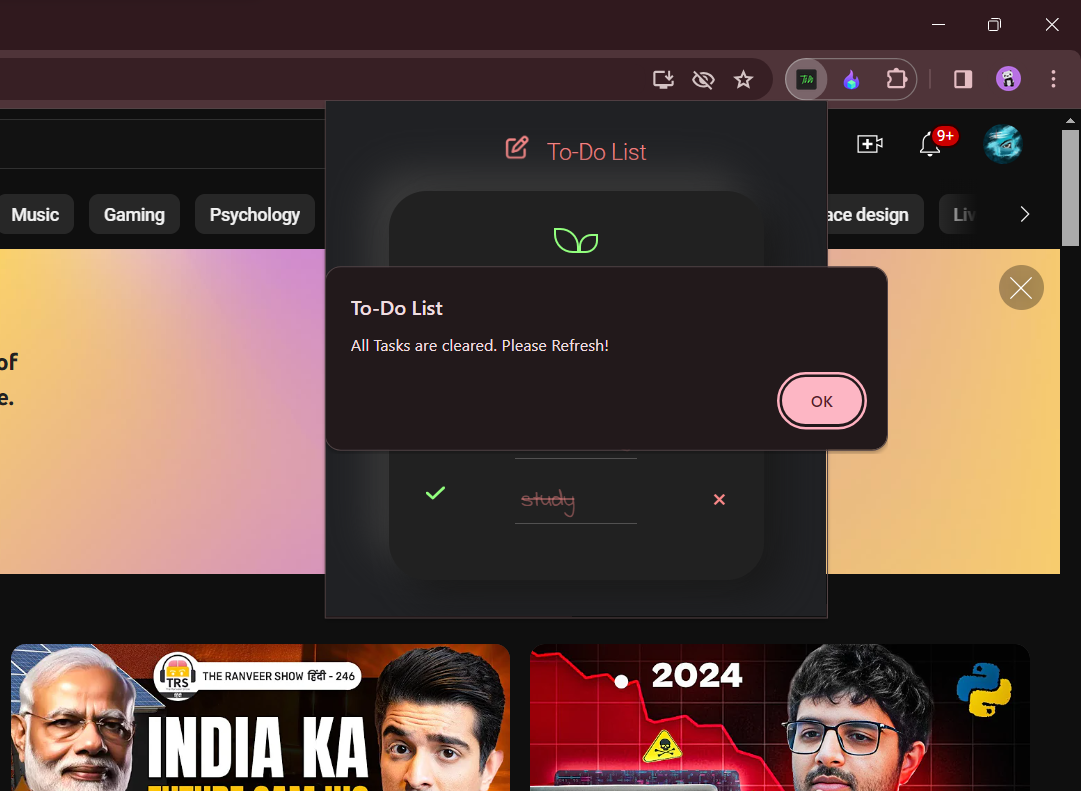 9+
To-Do List
Music
Gaming
Psychology
ace design
Liv
of
e.
To-Do List
All Tasks are cleared. Please Refresh!
OK
study
THE RANVEER SHOW हिंदी - 246
TRS
हिंदी
INDIA KA
2024